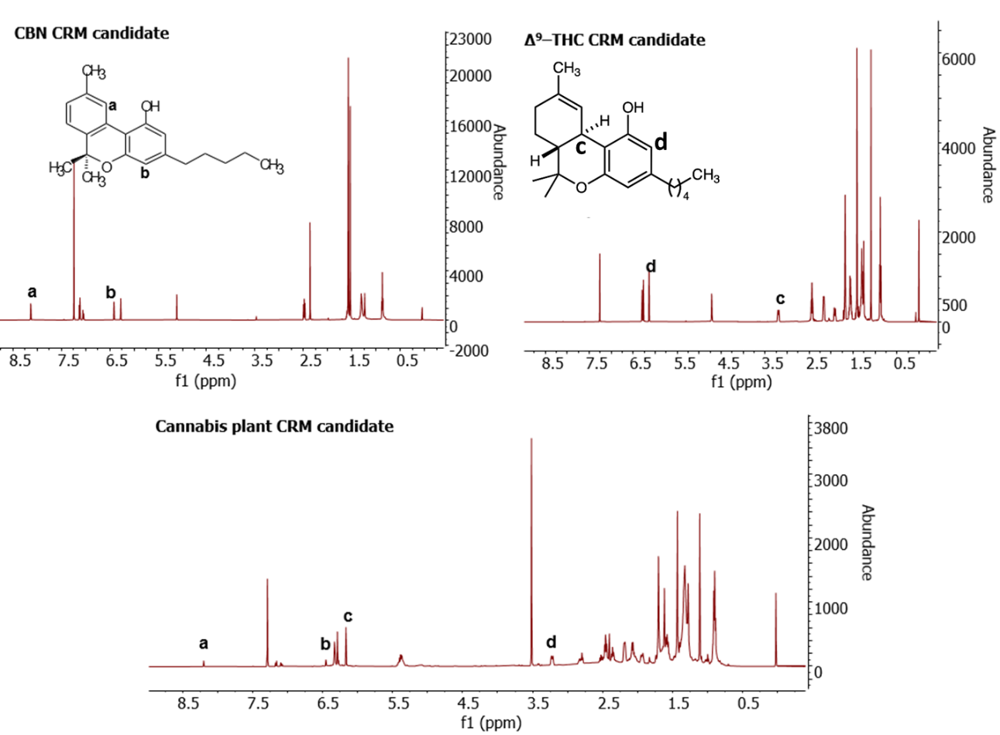 CBN CRM candidate
CH₃
a
OH
H₃C
O
CH₃
b
CH₃
a
b
23000
20000
16000
12000
8000
4000
0
-2000
Abundance
8.5 7.5 6.5 5.5 4.5 3.5 2.5 1.5 0.5
f1 (ppm)
Δ⁹–THC CRM candidate
CH₃
OH
H
c
d
H
O
( )₄
CH₃
d
c
6000
4000
2000
500
0
Abundance
8.5 7.5 6.5 5.5 4.5 3.5 2.5 1.5 0.5
f1 (ppm)
Cannabis plant CRM candidate
a
b
c
d
3800
3000
2000
1000
0
Abundance
8.5 7.5 6.5 5.5 4.5 3.5 2.5 1.5 0.5
f1 (ppm)